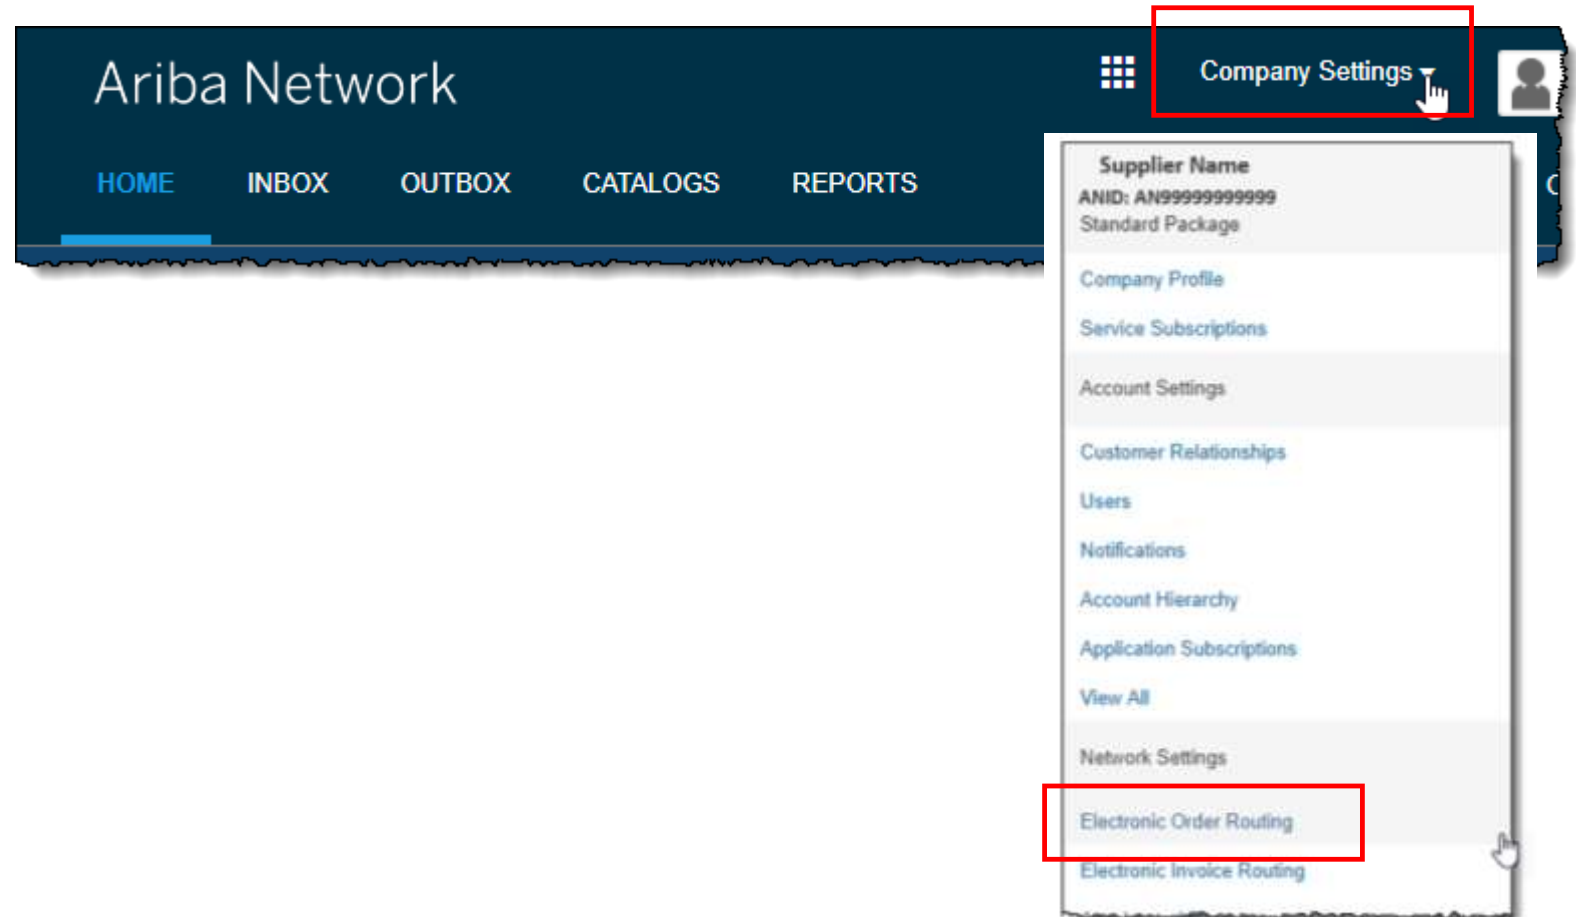 Ariba Network
Company Settings
HOME
INBOX
OUTBOX
CATALOGS
REPORTS
Supplier Name
ANID: AN99999999999
Standard Package
Company Profile
Service Subscriptions
Account Settings
Customer Relationships
Users
Notifications
Account Hierarchy
Application Subscriptions
View All
Network Settings
Electronic Order Routing
Electronic Invoice Routing